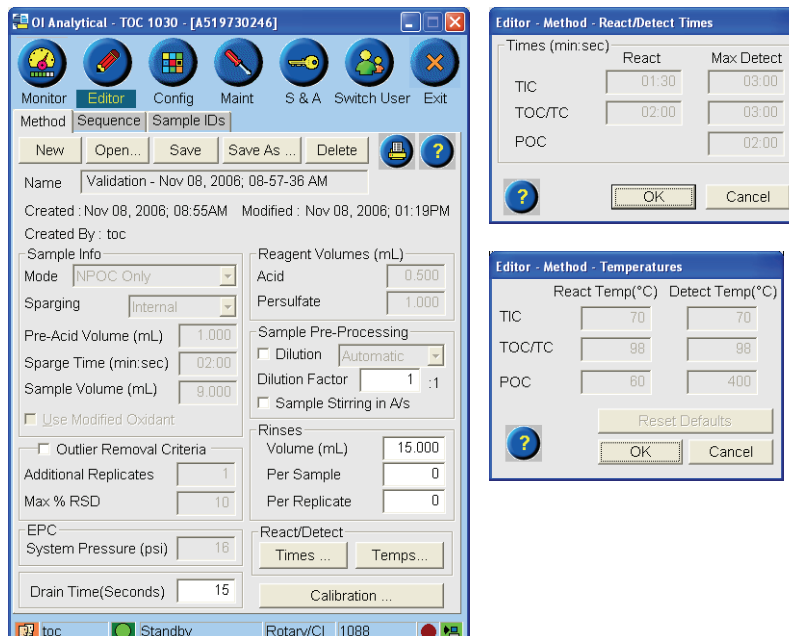 OI Analytical - TOC 1030 - [A519730246]
Monitor Editor Config Maint S & A Switch User Exit
Method Sequence Sample IDs
New Open... Save Save As ... Delete ?
Name Validation - Nov 08, 2006; 08-57-36 AM
Created : Nov 08, 2006; 08:55AM Modified : Nov 08, 2006; 01:19PM
Created By : toc
Sample Info
Mode NPOC Only
Sparging Internal
Pre-Acid Volume (mL) 1.000
Sparge Time (min:sec) 02:00
Sample Volume (mL) 9.000
Use Modified Oxidant
Outlier Removal Criteria
Additional Replicates 1
Max % RSD 10
EPC
System Pressure (psi) 16
Drain Time(Seconds) 15
Reagent Volumes (mL)
Acid 0.500
Persulfate 1.000
Sample Pre-Processing
Dilution Automatic
Dilution Factor 1 :1
Sample Stirring in A/s
Rinses
Volume (mL) 15.000
Per Sample 0
Per Replicate 0
React/Detect
Times ... Temps...
Calibration ...
toc Standby Rotary/Cl 1088
Editor - Method - React/Detect Times
Times (min:sec)
React Max Detect
TIC 01:30 03:00
TOC/TC 02:00 03:00
POC 02:00
? OK Cancel
Editor - Method - Temperatures
React Temp(°C) Detect Temp(°C)
TIC 70 70
TOC/TC 98 98
POC 60 400
Reset Defaults
? OK Cancel